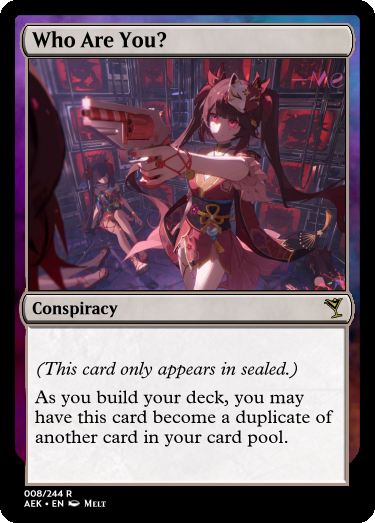 Who Are You?
Conspiracy
(This card only appears in sealed.)
As you build your deck, you may
have this card become a duplicate of
another card in your card pool.
008/244 R
AEK • EN Melt